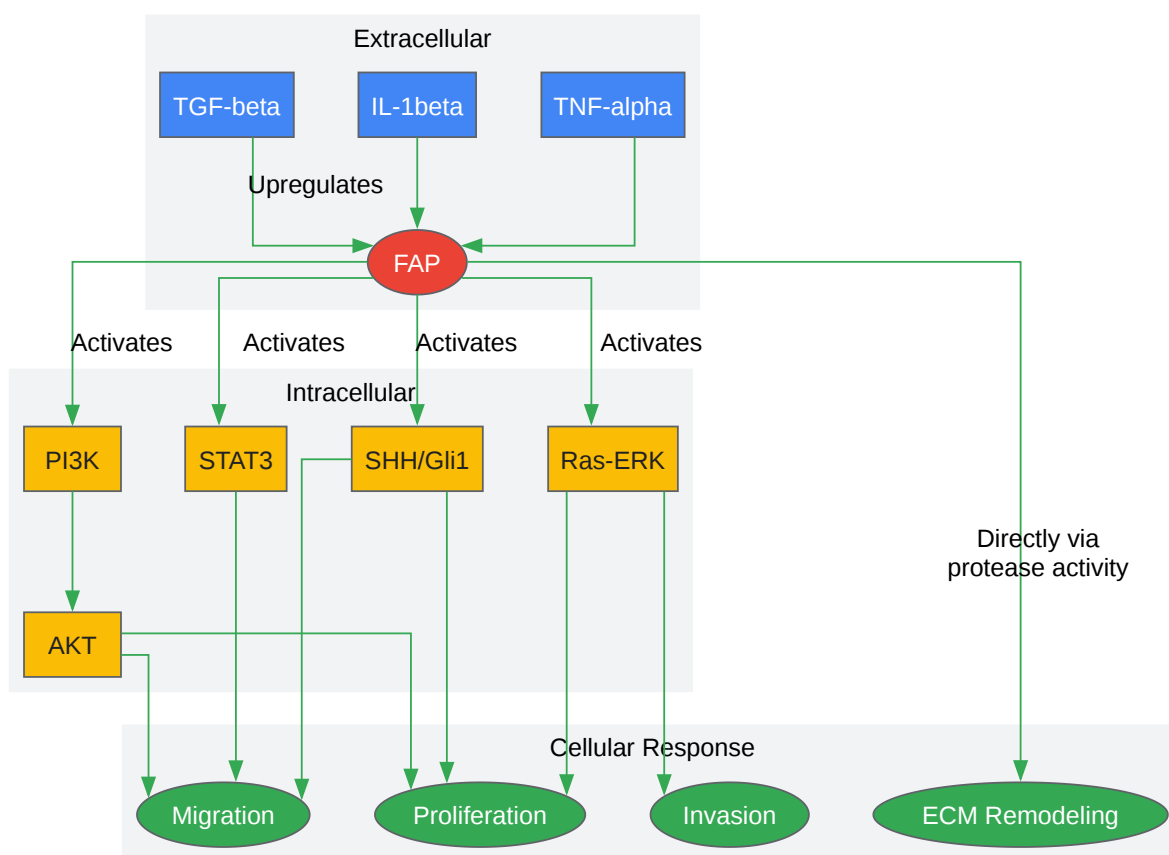 Extracellular
TGF-beta
IL-1beta
TNF-alpha
Upregulates
FAP
Activates
Activates
Activates
Activates
Intracellular
PI3K
STAT3
SHH/Gli1
Ras-ERK
Directly via
protease activity
AKT
Cellular Response
Migration
Proliferation
Invasion
ECM Remodeling